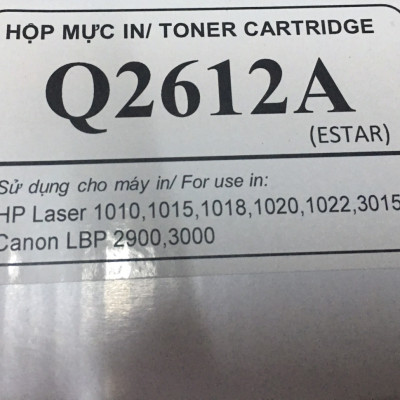 HỘP MỰC IN/ TONER CARTRIDGE
Q2612A
(ESTAR)
Sử dụng cho máy in/ For use in:
HP Laser 1010,1015,1018,1020,1022,3015
Canon LBP 2900,3000